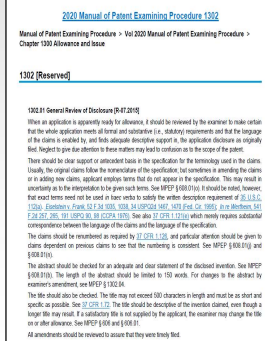 2020 Manual of Patent Examining Procedure 1302
Manual of Patent Examining Procedure > Vol 2020 Manual of Patent Examining Procedure >
Chapter 1300 Allowance and Issue
1302 [Reserved]
1302.01 General Review of Disclosure [R-07.2015]
When an application is apparently ready for allowance, it should be reviewed by the examiner to make certain
that the whole application meets all formal and substantive (i.e., statutory) requirements and that the language
of the claims is enabled by, and finds adequate descriptive support in, the application disclosure as originally
filed. Neglect to give due attention to these matters may lead to confusion as to the scope of the patent.
There should be clear support or antecedent basis in the specification for the terminology used in the claims.
Usually, the original claims follow the nomenclature of the specification; but sometimes in amending the claims
or in adding new claims, applicant employs terms that do not appear in the specification. This may result in
uncertainty as to the interpretation to be given such terms. See MPEP § 608.01(o). It should be noted, however,
that exact terms need not be used in haec verba to satisfy the written description requirement of 35 U.S.C.
112(a). Eiselstein v. Frank, 52 F.3d 1035, 1038, 34 USPQ2d 1467, 1470 (Fed. Cir. 1995); In re Wertheim, 541
F.2d 257, 265, 191 USPQ 90, 98 (CCPA 1976). See also 37 CFR 1.121(e) which merely requires substantial
correspondence between the language of the claims and the language of the specification.
The claims should be renumbered as required by 37 CFR 1.126, and particular attention should be given to
claims dependent on previous claims to see that the numbering is consistent. See MPEP § 608.01(j) and
§ 608.01(n).
The abstract should be checked for an adequate and clear statement of the disclosed invention. See MPEP
§ 608.01(b). The length of the abstract should be limited to 150 words. For changes to the abstract by
examiner's amendment, see MPEP § 1302.04.
The title should also be checked. The title may not exceed 500 characters in length and must be as short and
specific as possible. See 37 CFR 1.72. The title should be descriptive of the invention claimed, even though a
longer title may result. If a satisfactory title is not supplied by the applicant, the examiner may change the title
on or after allowance. See MPEP § 606 and § 606.01.
All amendments should be reviewed to assure that they were timely filed.